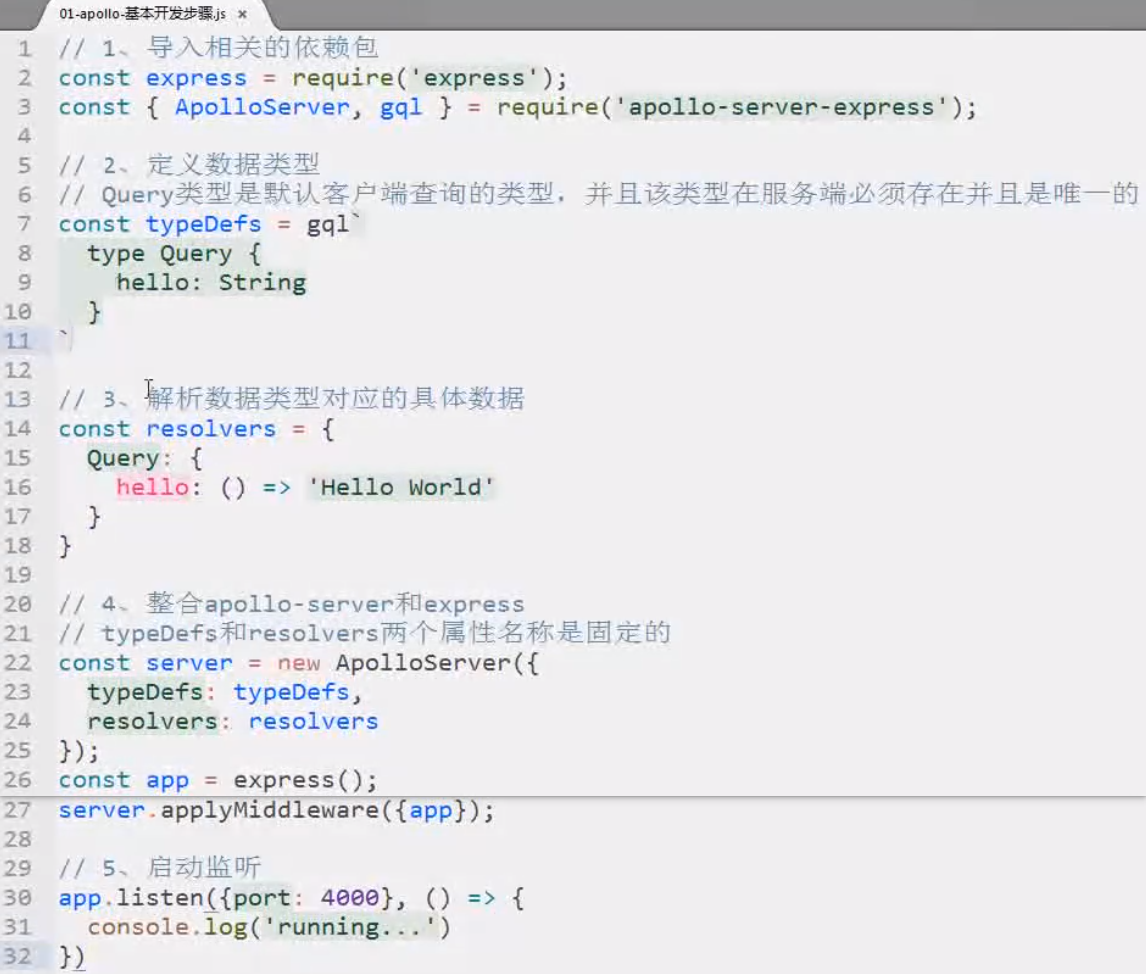 01-apollo-基本开发步骤.js ×
1 // 1、导入相关的依赖包
2 const express = require('express');
3 const { ApolloServer, gql } = require('apollo-server-express');
4
5 // 2、定义数据类型
6 // Query类型是默认客户端查询的类型，并且该类型在服务端必须存在并且是唯一的
7 const typeDefs = gql`
8   type Query {
9     hello: String
10   }
11 `
12
13 // 3、解析数据类型对应的具体数据
14 const resolvers = {
15   Query: {
16     hello: () => 'Hello World'
17   }
18 }
19
20 // 4、整合apollo-server和express
21 // typeDefs和resolvers两个属性名称是固定的
22 const server = new ApolloServer({
23   typeDefs: typeDefs,
24   resolvers: resolvers
25 });
26 const app = express();
27 server.applyMiddleware({app});
28
29 // 5、启动监听
30 app.listen({port: 4000}, () => {
31   console.log('running...')
32 })